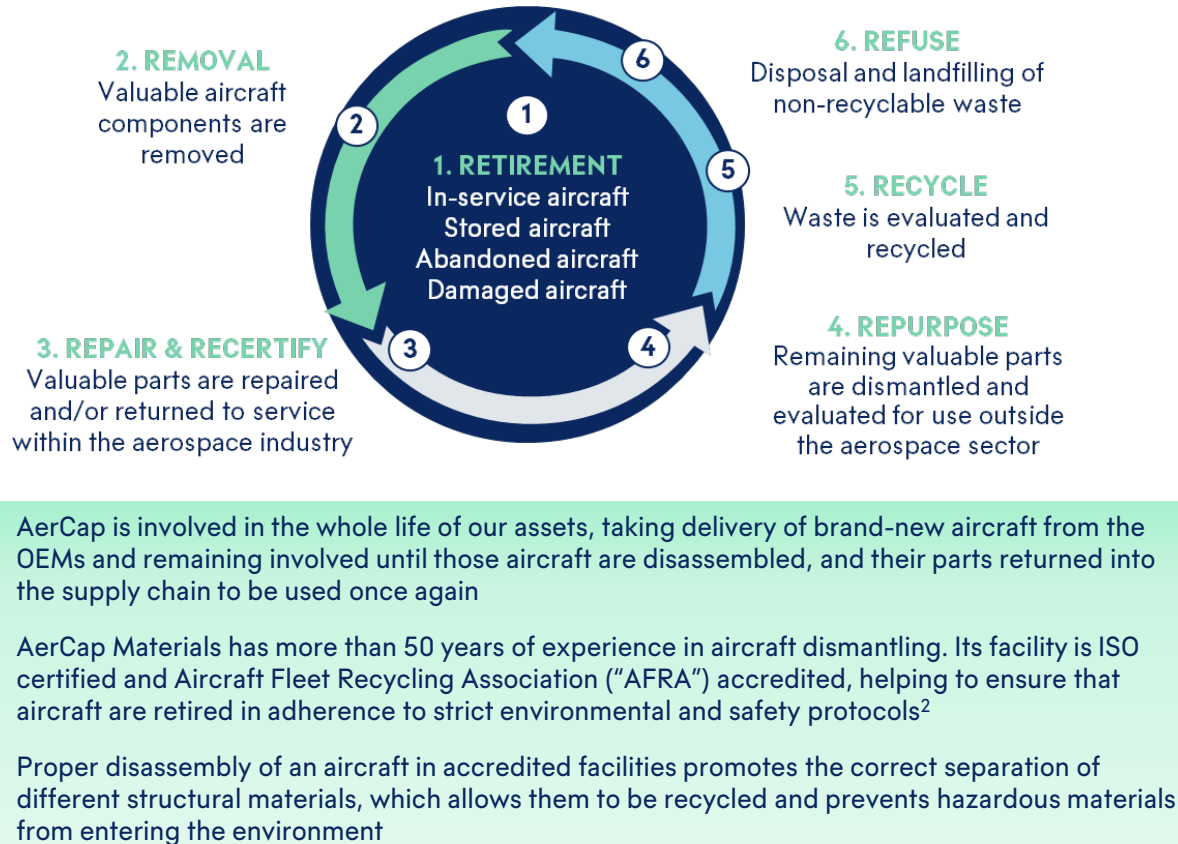 2. REMOVAL
Valuable aircraft
components are
removed
3. REPAIR & RECERTIFY
Valuable parts are repaired
and/or returned to service
within the aerospace industry
1
2
3
4
5
6
1. RETIREMENT
In-service aircraft
Stored aircraft
Abandoned aircraft
Damaged aircraft
6. REFUSE
Disposal and landfilling of
non-recyclable waste
5. RECYCLE
Waste is evaluated and
recycled
4. REPURPOSE
Remaining valuable parts
are dismantled and
evaluated for use outside
the aerospace sector
AerCap is involved in the whole life of our assets, taking delivery of brand-new aircraft from the
OEMs and remaining involved until those aircraft are disassembled, and their parts returned into
the supply chain to be used once again
AerCap Materials has more than 50 years of experience in aircraft dismantling. Its facility is ISO
certified and Aircraft Fleet Recycling Association (“AFRA”) accredited, helping to ensure that
aircraft are retired in adherence to strict environmental and safety protocols²
Proper disassembly of an aircraft in accredited facilities promotes the correct separation of
different structural materials, which allows them to be recycled and prevents hazardous materials
from entering the environment